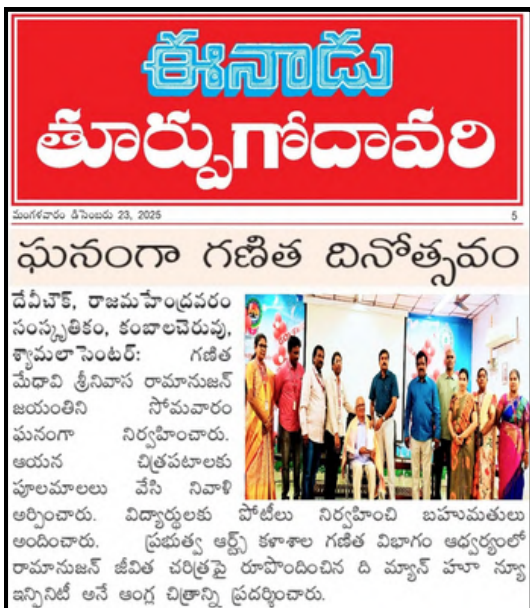 ఈనాడు
తూర్పుగోదావరి
మంగళవారం డిసెంబరు 23, 2025 5
ఘనంగా గణిత దినోత్సవం
దేవీచౌక్, రాజమహేంద్రవరం
సంస్కృతికం, కంబాలచెరువు,
శ్యామలాసెంటర్: గణిత
మేధావి శ్రీనివాస రామానుజన్
జయంతిని సోమవారం
ఘనంగా నిర్వహించారు.
ఆయన చిత్రపటాలకు
పూలమాలలు వేసి నివాళి
అర్పించారు. విద్యార్థులకు పోటీలు నిర్వహించి బహుమతులు
అందించారు. ప్రభుత్వ ఆర్ట్స్ కళాశాల గణిత విభాగం ఆధ్వర్యంలో
రామానుజన్ జీవిత చరిత్రపై రూపొందించిన ది మ్యాన్ హూ న్యూ
ఇన్ఫినిటీ అనే ఆంగ్ల చిత్రాన్ని ప్రదర్శించారు.